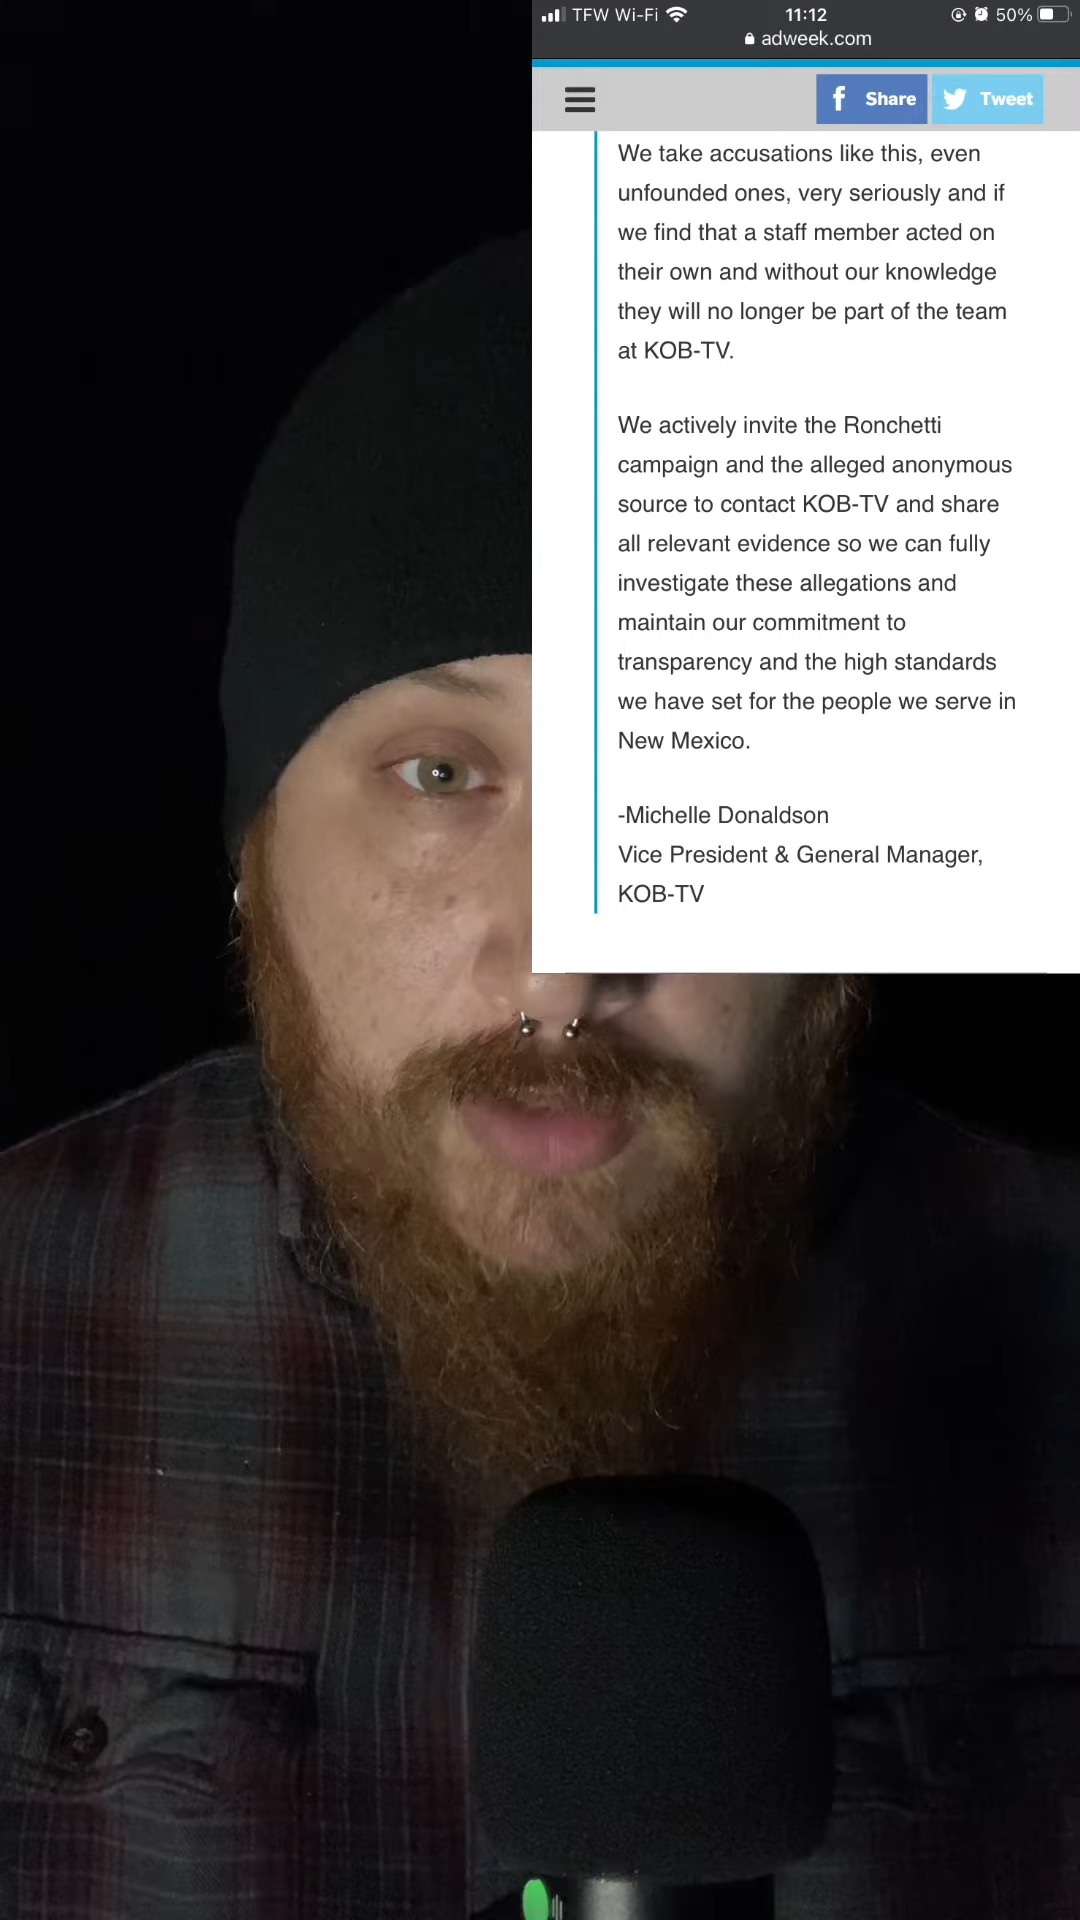 TFW Wi-Fi 11:12 50%
adweek.com
f Share Tweet
We take accusations like this, even
unfounded ones, very seriously and if
we find that a staff member acted on
their own and without our knowledge
they will no longer be part of the team
at KOB-TV.
We actively invite the Ronchetti
campaign and the alleged anonymous
source to contact KOB-TV and share
all relevant evidence so we can fully
investigate these allegations and
maintain our commitment to
transparency and the high standards
we have set for the people we serve in
New Mexico.
-Michelle Donaldson
Vice President & General Manager,
KOB-TV